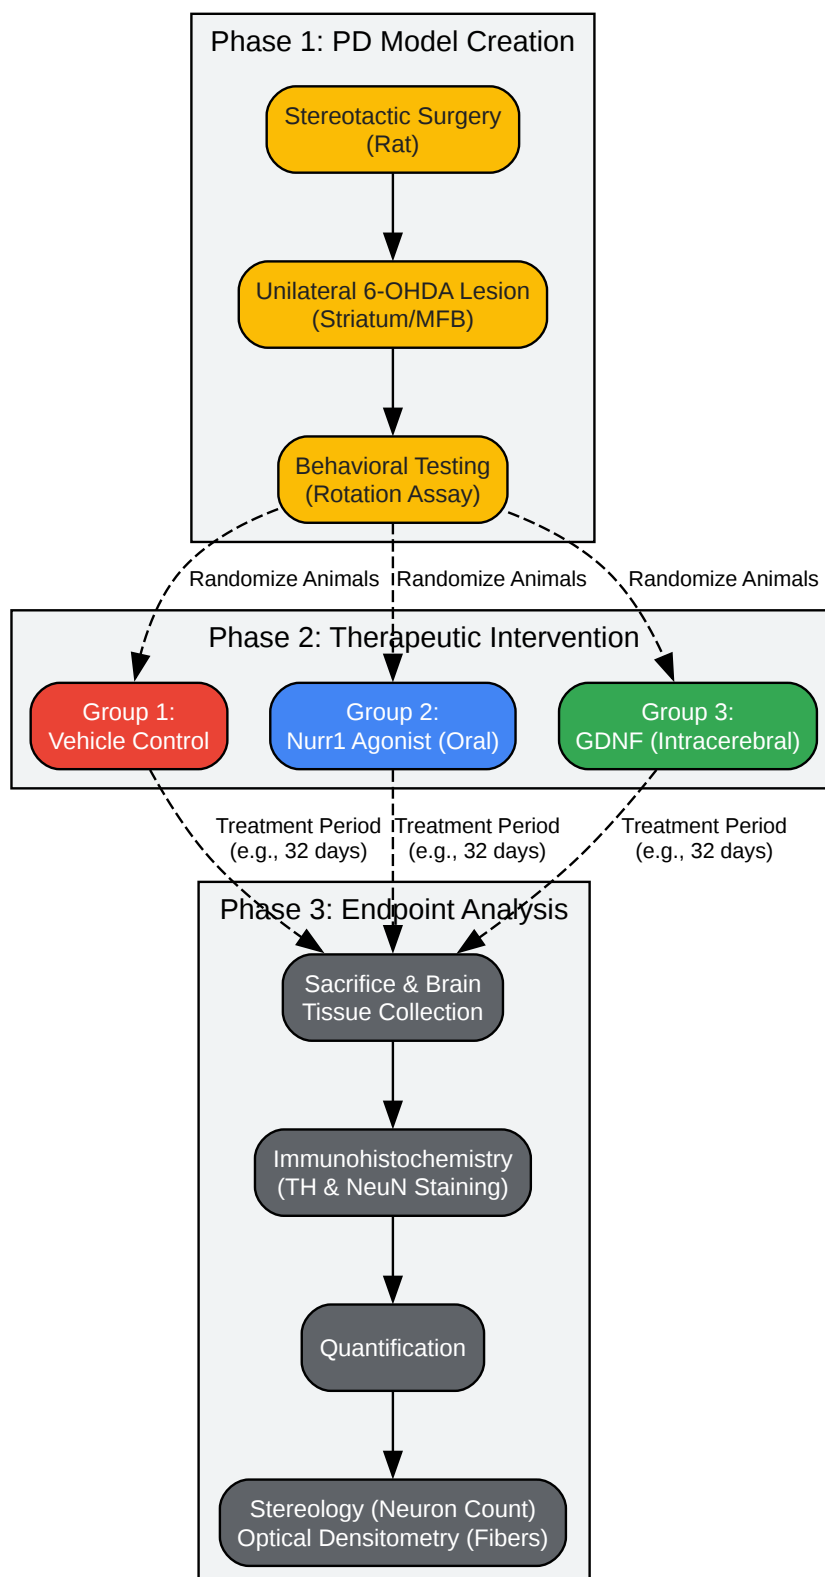 Phase 1: PD Model Creation
Stereotactic Surgery
(Rat)
Unilateral 6-OHDA Lesion
(Striatum/MFB)
Behavioral Testing
(Rotation Assay)
Randomize Animals
Randomize Animals
Randomize Animals
Phase 2: Therapeutic Intervention
Group 1:
Vehicle Control
Group 2:
Nurr1 Agonist (Oral)
Group 3:
GDNF (Intracerebral)
Treatment Period
(e.g., 32 days)
Treatment Period
(e.g., 32 days)
Treatment Period
(e.g., 32 days)
Phase 3: Endpoint Analysis
Sacrifice & Brain
Tissue Collection
Immunohistochemistry
(TH & NeuN Staining)
Quantification
Stereology (Neuron Count)
Optical Densitometry (Fibers)